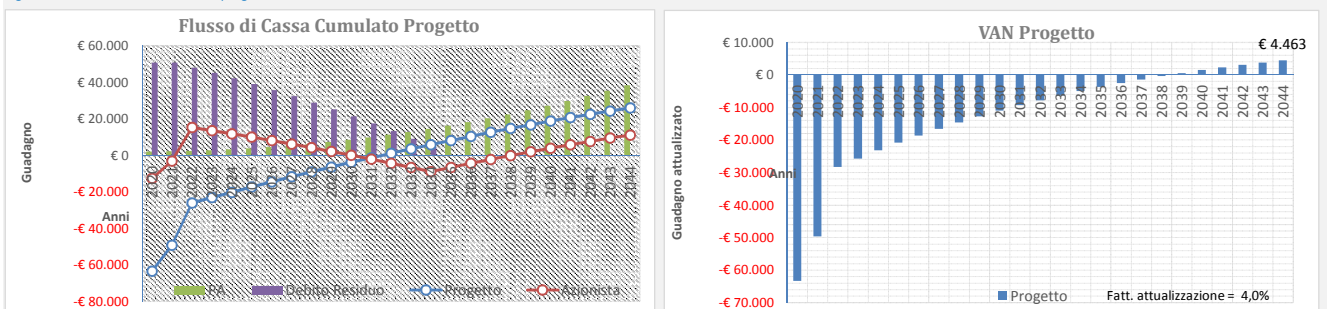 Flusso di Cassa Cumulato Progetto
€ 60.000
€ 40.000
€ 20.000
€ 0
-€ 20.000
-€ 40.000
-€ 60.000
-€ 80.000
Guadagno
Anni
2021 2022 2023 2024 2025 2026 2027 2028 2029 2030 2031 2032 2036 2037 2038 2039 2040 2041 2042 2043 2044
PA Debito Residuo Progetto Azionista
VAN Progetto
€ 10.000
€ 0
-€ 10.000
-€ 20.000
-€ 30.000
-€ 40.000
-€ 50.000
-€ 60.000
-€ 70.000
Guadagno attualizzato
Anni
2020 2021 2022 2023 2024 2025 2026 2027 2028 2029 2030 2031 2032 2033 2034 2035 2036 2037 2038 2039 2040 2041 2042 2043 2044
€ 4.463
Progetto Fatt. attualizzazione = 4,0%